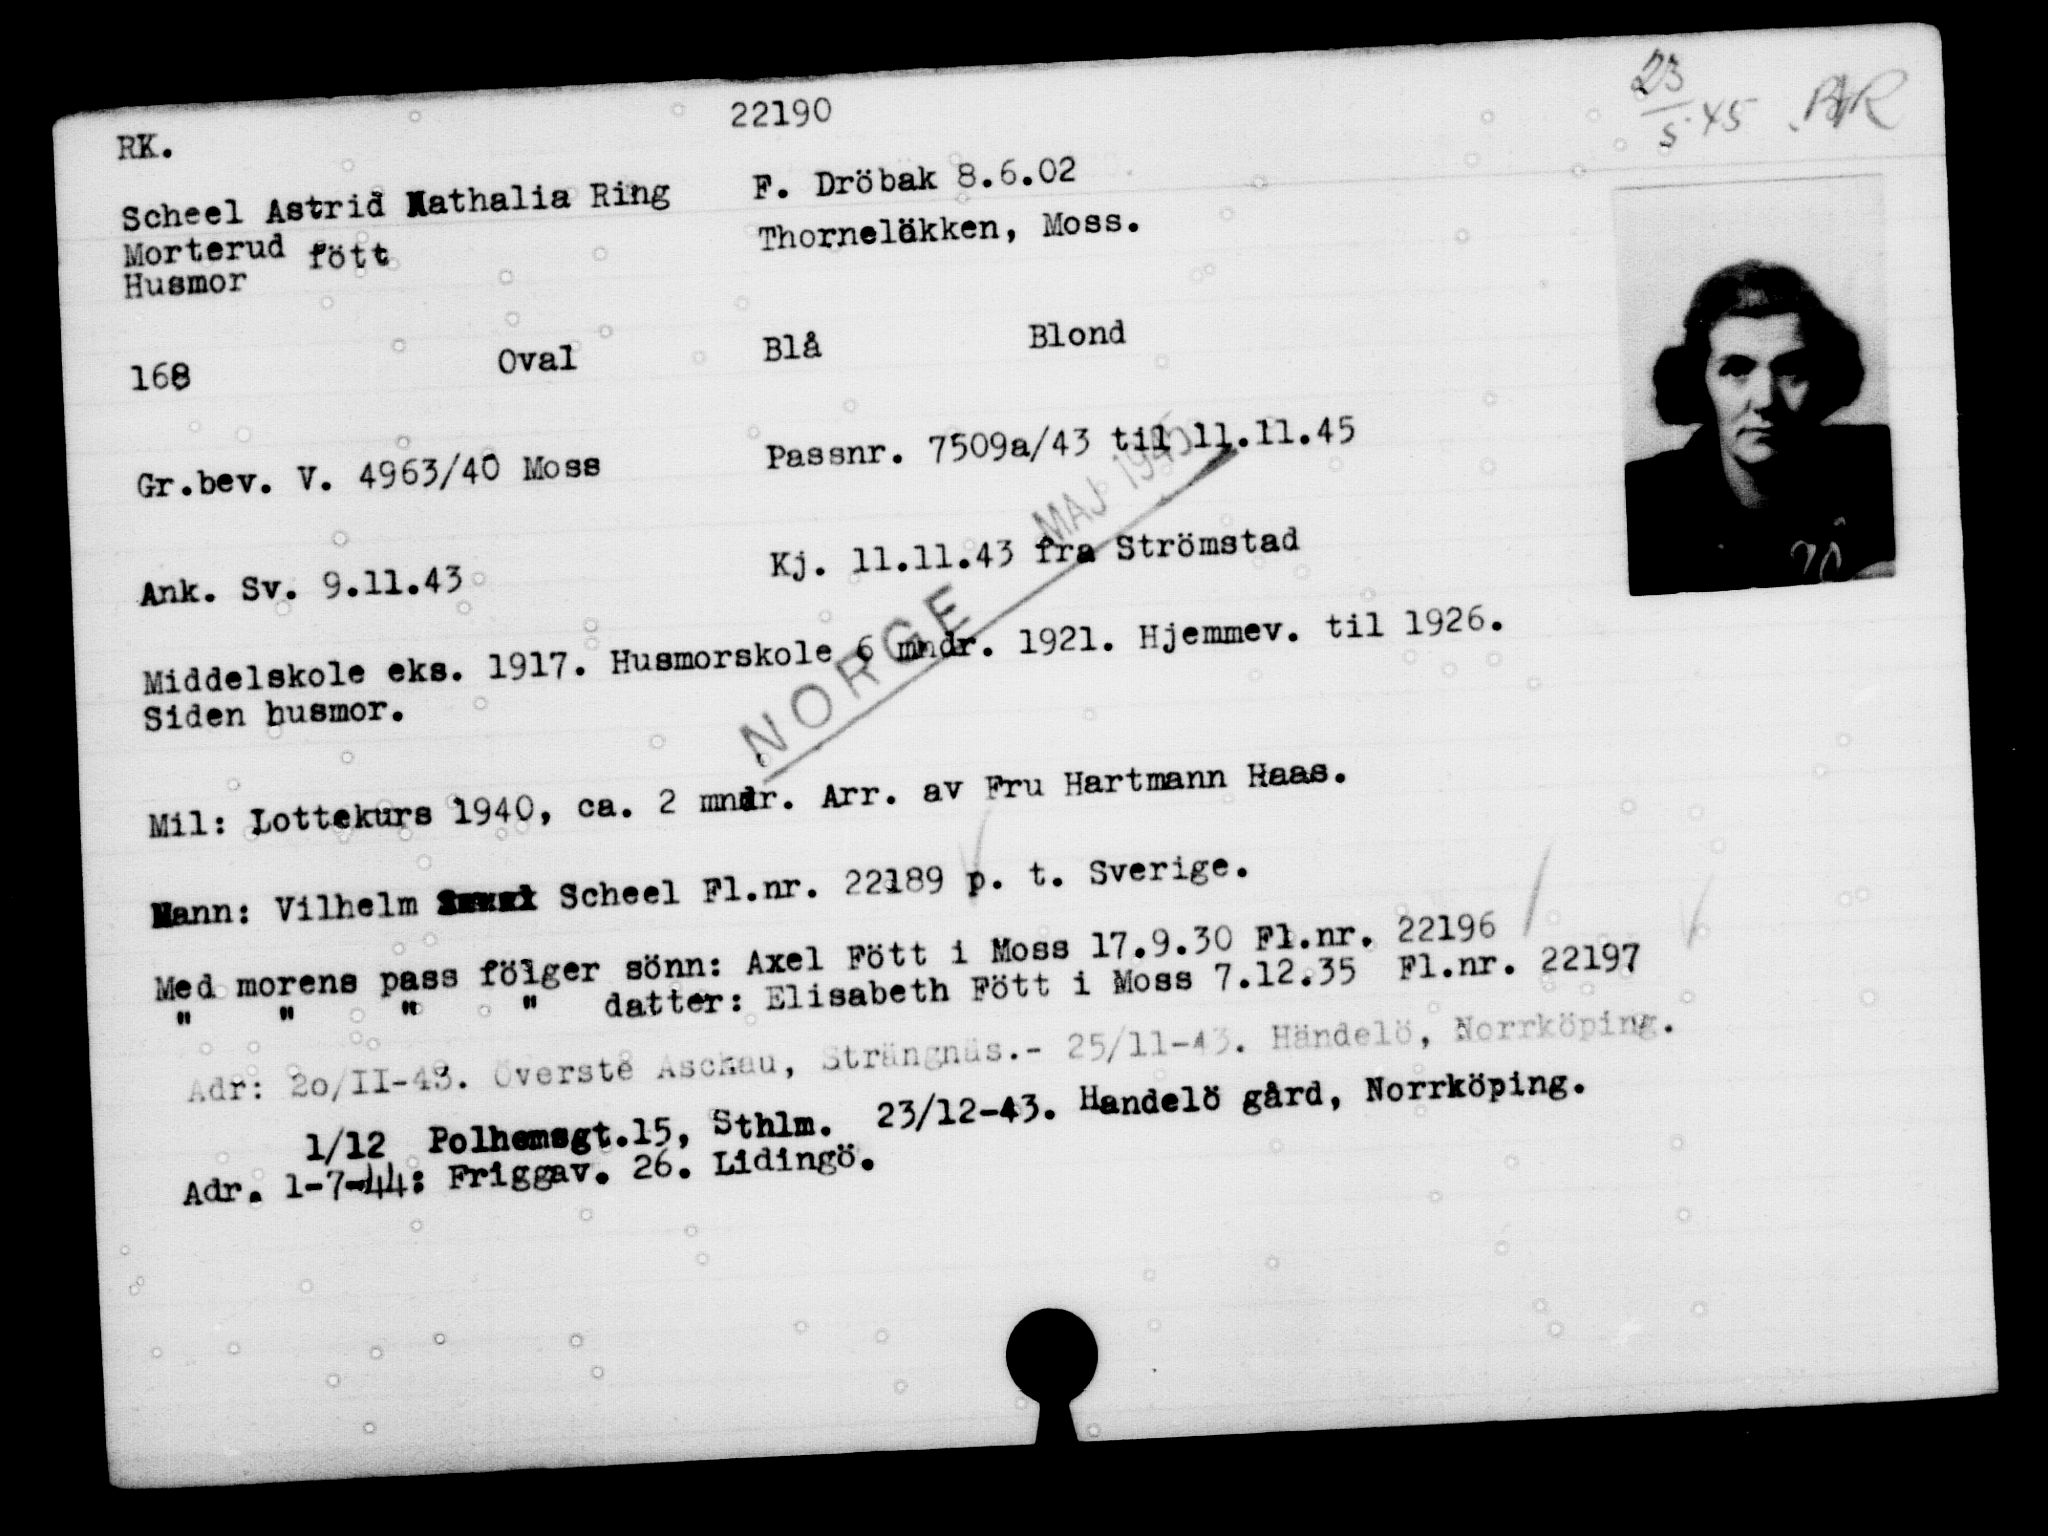 22190
23/5 45
RK.
Scheel Astrid Nathalia Ring F. Dröbak 8.6.02
Morterud fött Thorneläkken, Moss.
Husmor
168 Oval Blå Blond
Gr.bev. V. 4963/40 Moss Passnr. 7509a/43 til 11.11.45
Ank. Sv. 9.11.43 Kj. 11.11.43 fra Strömstad
NORGE MAJ 1945
Middelskole eks. 1917. Husmorskole 6 mndr. 1921. Hjemmev. til 1926.
Siden husmor.
Mil: Lottekurs 1940, ca. 2 mndr. Arr. av Fru Hartmann Haas.
Mann: Vilhelm Scheel Fl.nr. 22189 p. t. Sverige.
Med morens pass fölger sönn: Axel Fött i Moss 17.9.30 Fl.nr. 22196
" " " " datter: Elisabeth Fött i Moss 7.12.35 Fl.nr. 22197
Adr: 2o/II-43. Överste Aschau, Strängnäs.- 25/11-43. Händelö, Norrköping.
1/12 Polhemsgt.15, Sthlm. 23/12-43. Handelö gård, Norrköping.
Adr. 1-7-44: Friggav. 26. Lidingö.